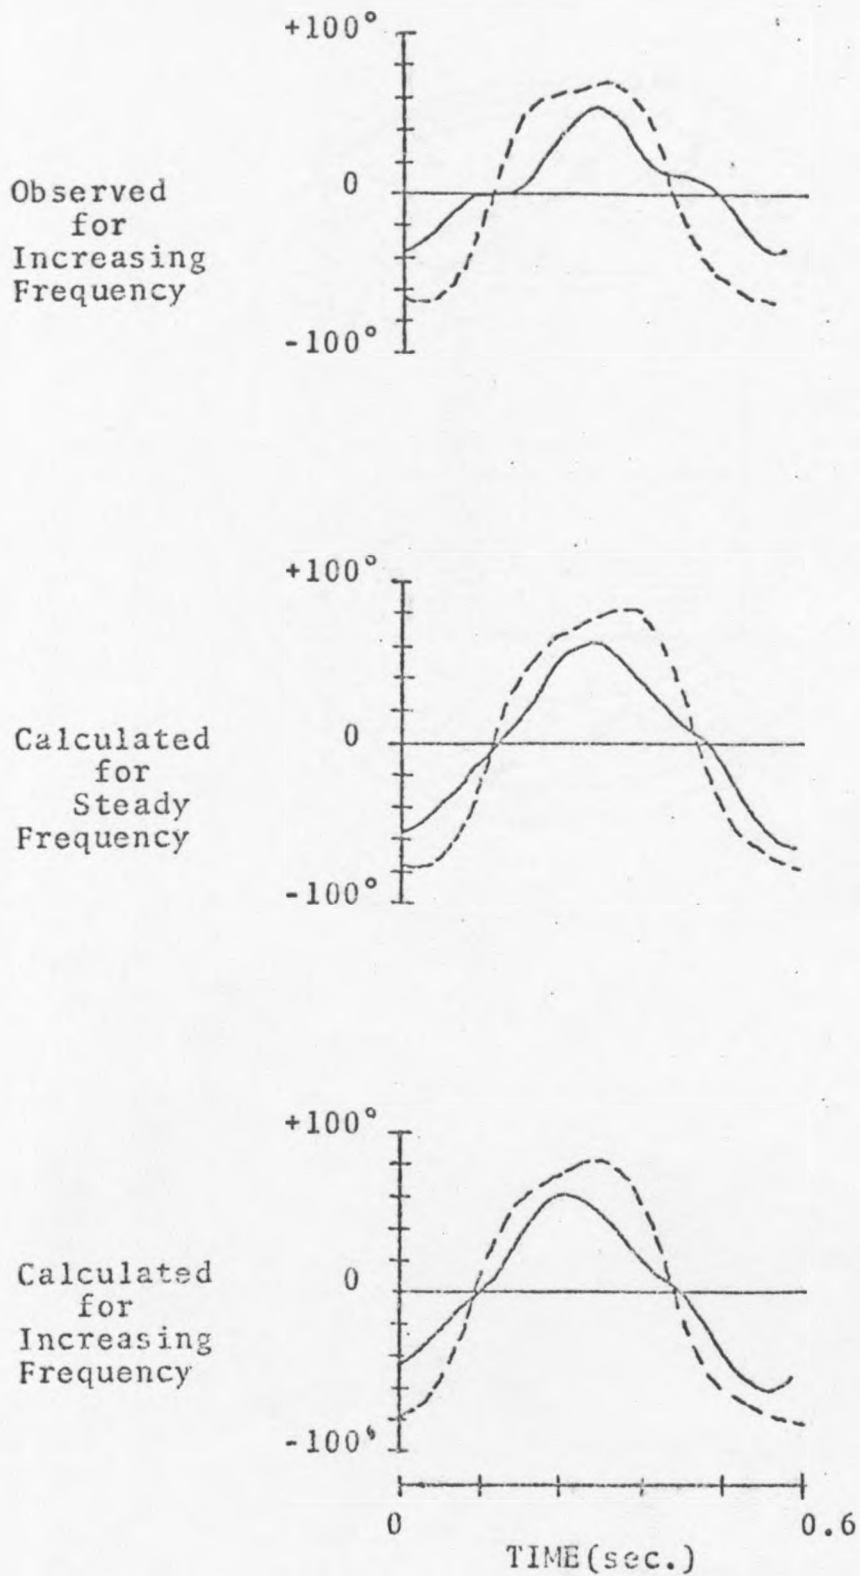 +100°
Observed
for
Increasing
Frequency
0
-100°
+100°
Calculated
for
Steady
Frequency
0
-100°
+100°
Calculated
for
Increasing
Frequency
0
-100°
0
0.6
TIME(sec.)